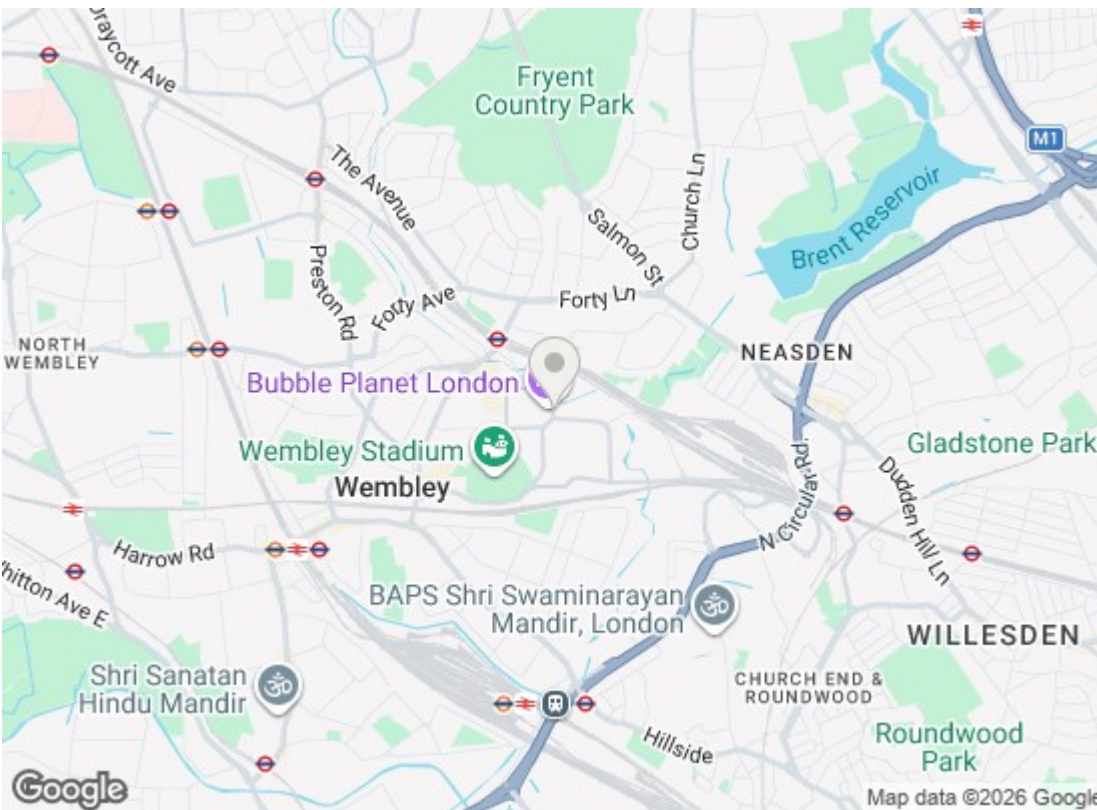 Draycott Ave
Fryent
Country Park
M1
The Avenue
Church Ln
Salmon St
Brent Reservoir
Preston Rd
Forty Ave
Forty Ln
NORTH
WEMBLEY
NEASDEN
Bubble Planet London
Wembley Stadium
Wembley
Gladstone Park
N Circular Rd.
Dudden Hill Ln
Harrow Rd
Whitton Ave E
BAPS Shri Swaminarayan
Mandir, London
WILLESDEN
Shri Sanatan
Hindu Mandir
CHURCH END &
ROUNDWOOD
Hillside
Roundwood
Park
Google
Map data ©2026 Google